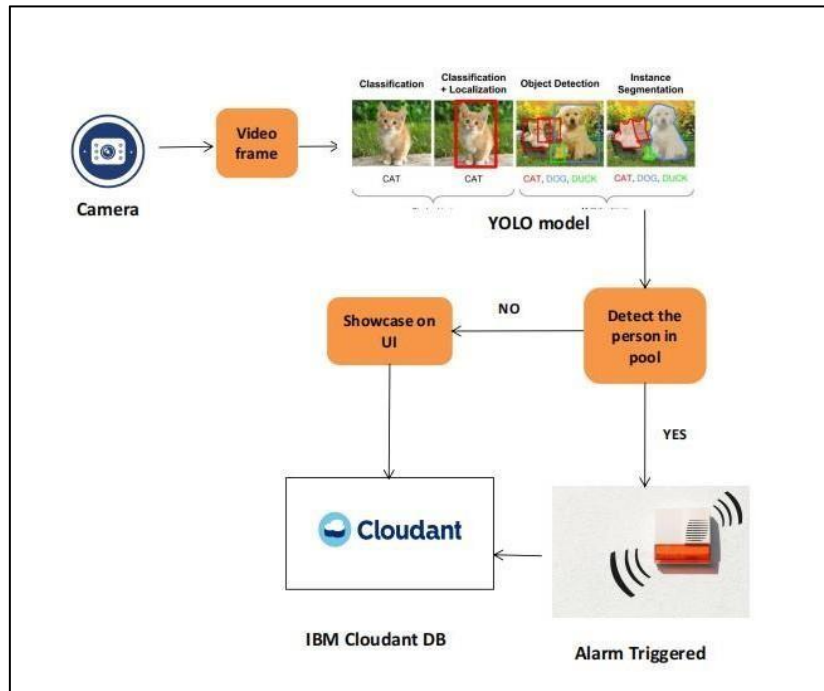 Classification
Classification
+ Localization
Object Detection
Instance
Segmentation
CAT
CAT
CAT, DOG, DUCK
CAT, DOG, DUCK
Camera
Video
frame
YOLO model
NO
Showcase on
UI
Detect the
person in
pool
YES
Cloudant
IBM Cloudant DB
Alarm Triggered